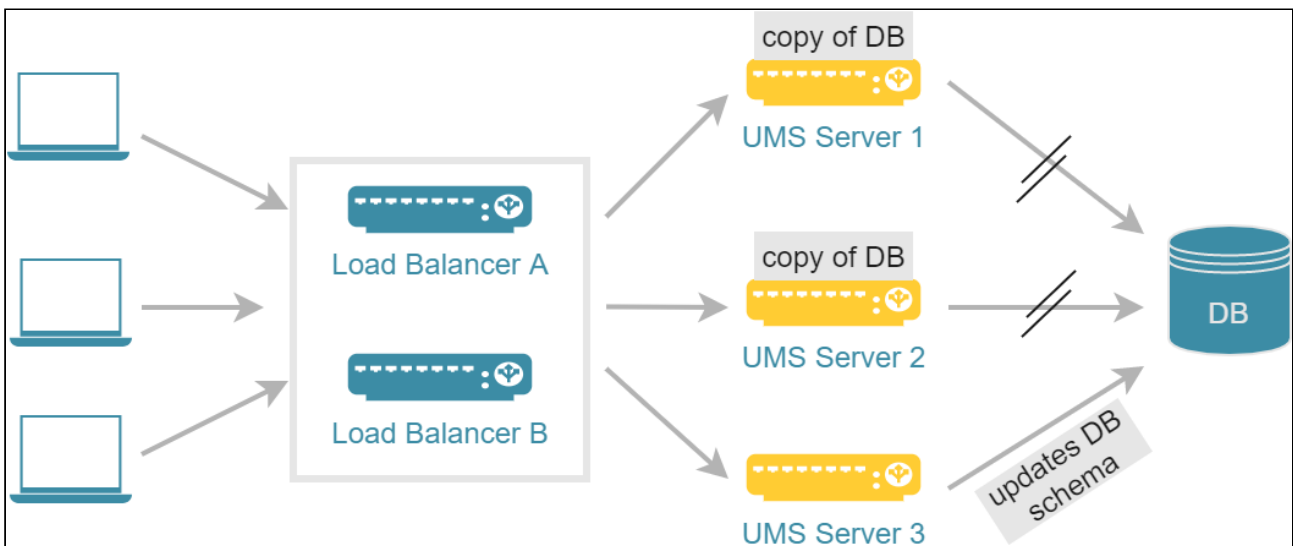 copy of DB
UMS Server 1
Load Balancer A
copy of DB
UMS Server 2
DB
Load Balancer B
updates DB
schema
UMS Server 3